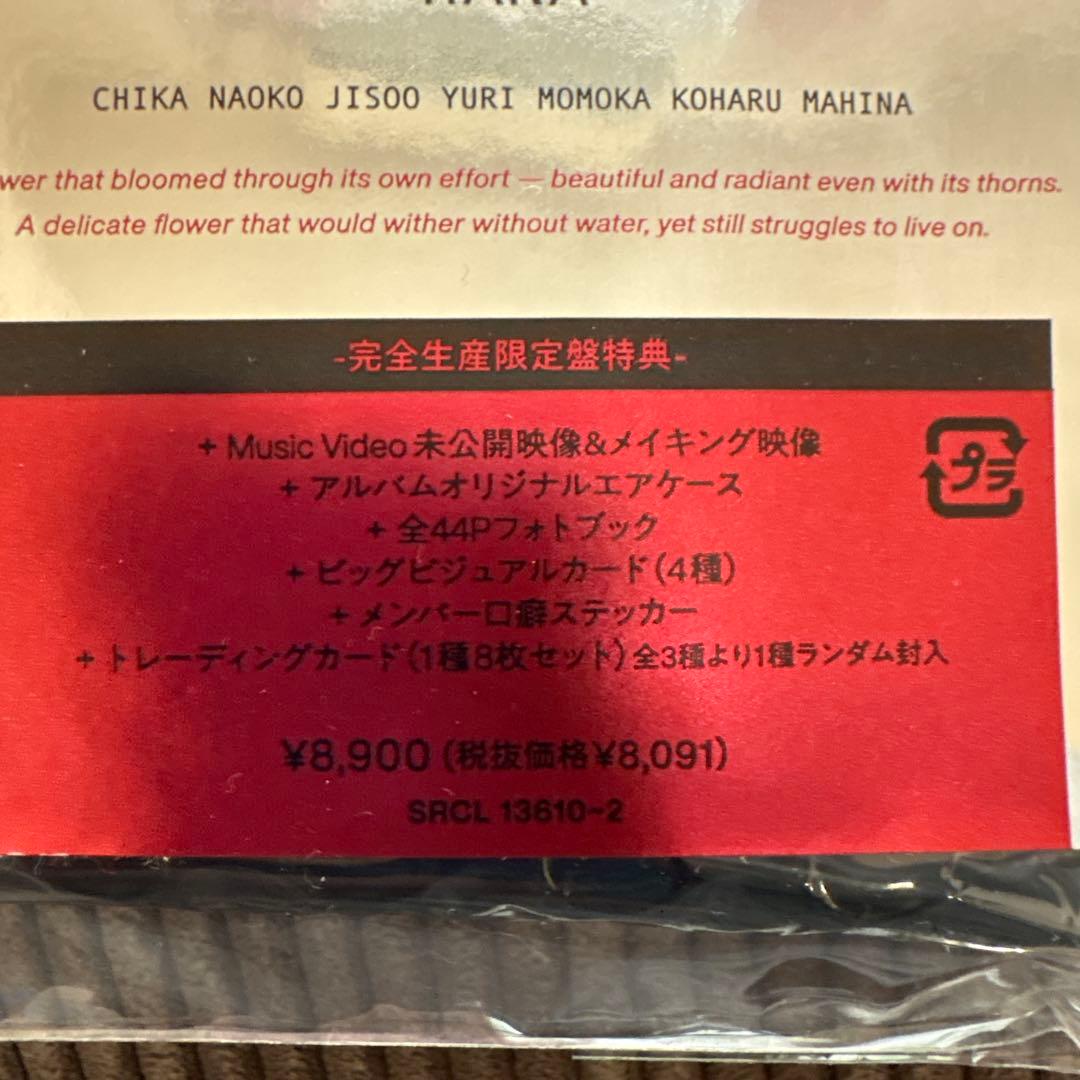 CHIKA NAOKO JISOO YURI MOMOKA KOHARU MAHINA
that bloomed through its own effort — beautiful and radiant even with its thorns.
A delicate flower that would wither without water, yet still struggles to live on.
-完全生産限定盤特典-
+ Music Video未公開映像&メイキング映像
+ アルバムオリジナルエアケース
+ 全44Pフォトブック
+ ビッグビジュアルカード(4種)
+ メンバー口癖ステッカー
+ トレーディングカード(1種8枚セット)全3種より1種ランダム封入
プラ
¥8,900 (税抜価格¥8,091)
SRCL 13610~2